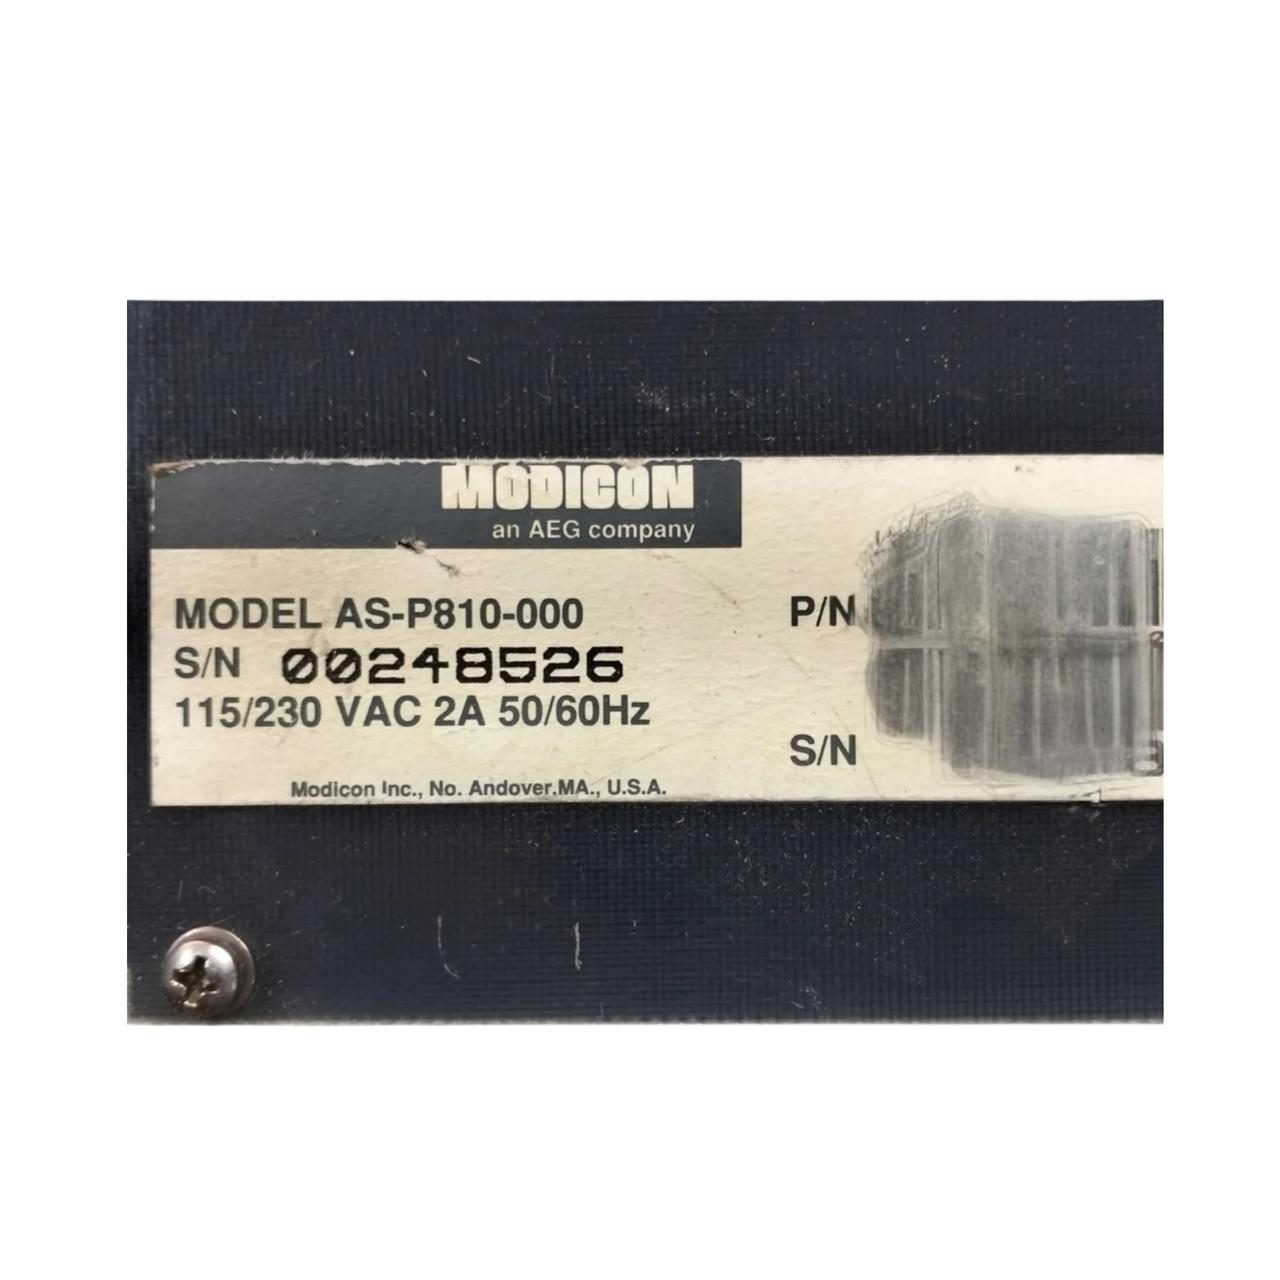 MODICON
an AEG company
MODEL AS-P810-000
S/N 00248526
115/230 VAC 2A 50/60Hz
Modicon Inc., No. Andover.MA., U.S.A.
P/N
S/N